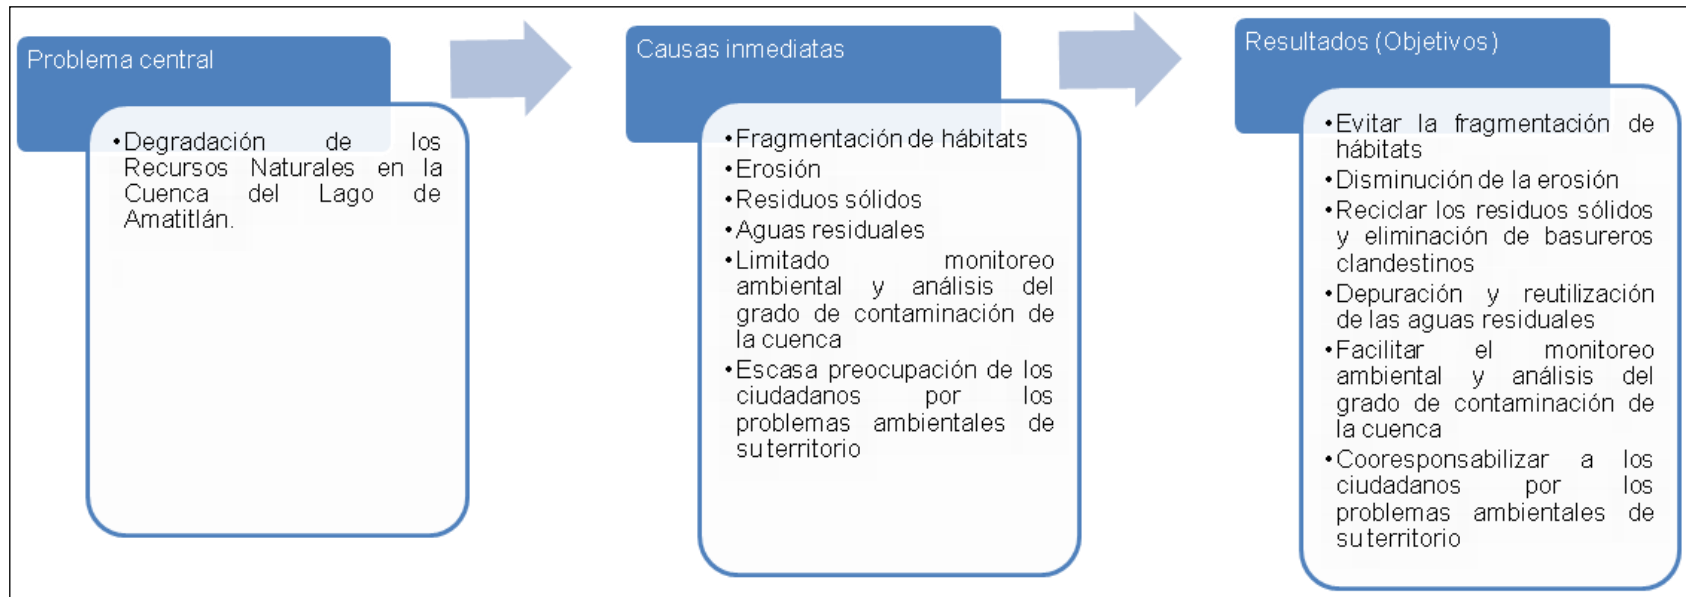 Problema central
•Degradación de los
Recursos Naturales en la
Cuenca del Lago de
Amatitlán.
Causas inmediatas
•Fragmentación de hábitats
•Erosión
•Residuos sólidos
•Aguas residuales
•Limitado monitoreo
ambiental y análisis del
grado de contaminación de
la cuenca
•Escasa preocupación de los
ciudadanos por los
problemas ambientales de
su territorio
Resultados (Objetivos)
•Evitar la fragmentación de
hábitats
•Disminución de la erosión
•Reciclar los residuos sólidos
y eliminación de basureros
clandestinos
•Depuración y reutilización
de las aguas residuales
•Facilitar el monitoreo
ambiental y análisis del
grado de contaminación de
la cuenca
•Cooresponsabilizar a los
ciudadanos por los
problemas ambientales de
su territorio